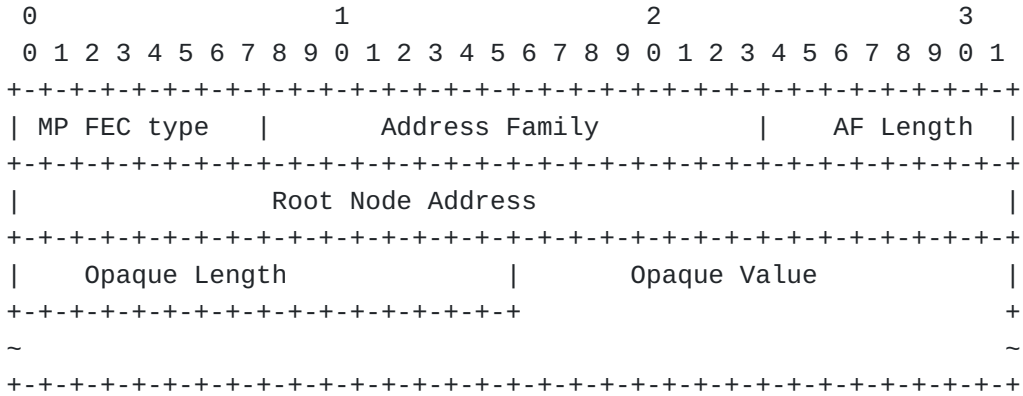 0                   1                   2                   3
 0 1 2 3 4 5 6 7 8 9 0 1 2 3 4 5 6 7 8 9 0 1 2 3 4 5 6 7 8 9 0 1
+-+-+-+-+-+-+-+-+-+-+-+-+-+-+-+-+-+-+-+-+-+-+-+-+-+-+-+-+-+-+-+-+
| MP FEC type   |       Address Family          |    AF Length  |
+-+-+-+-+-+-+-+-+-+-+-+-+-+-+-+-+-+-+-+-+-+-+-+-+-+-+-+-+-+-+-+-+
|                Root Node Address                              |
+-+-+-+-+-+-+-+-+-+-+-+-+-+-+-+-+-+-+-+-+-+-+-+-+-+-+-+-+-+-+-+-+
|    Opaque Length              |       Opaque Value            |
+-+-+-+-+-+-+-+-+-+-+-+-+-+-+-+-+                               +
~                                                               ~
+-+-+-+-+-+-+-+-+-+-+-+-+-+-+-+-+-+-+-+-+-+-+-+-+-+-+-+-+-+-+-+-+